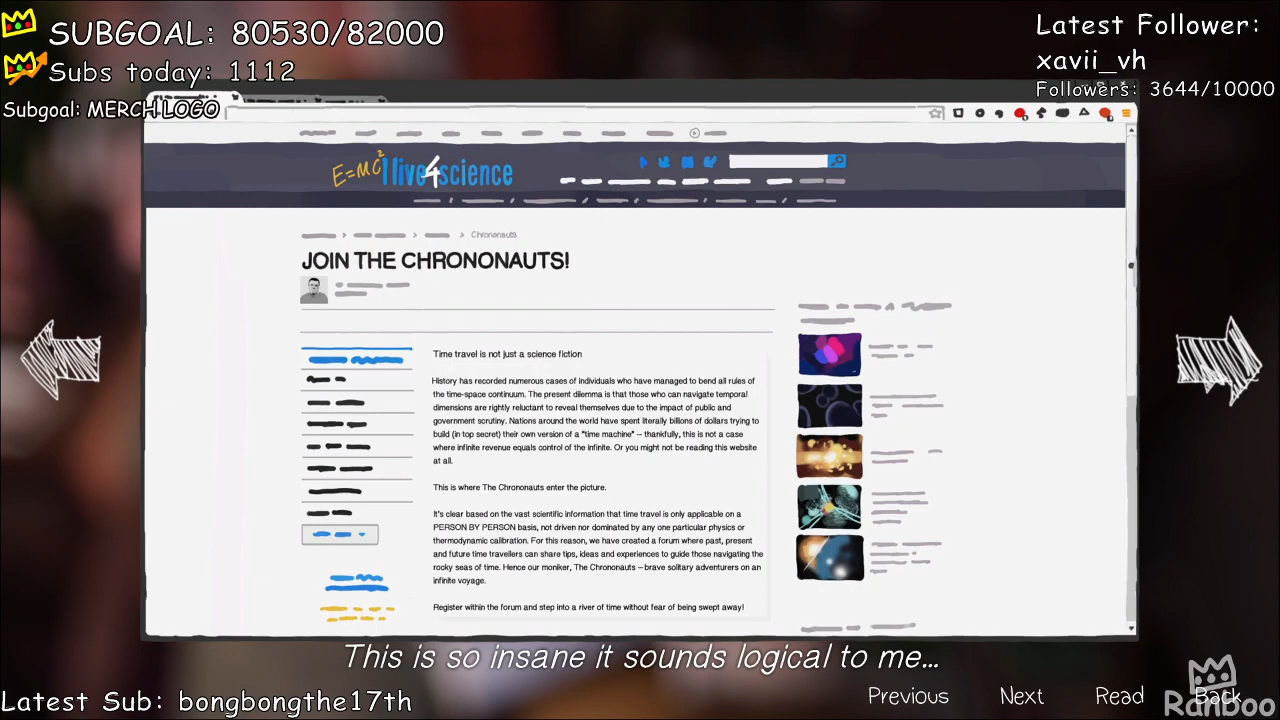 SUBGOAL: 80530/82000
Subs today: 1112
Subgoal: MERCH LOGO
Latest Follower:
xavii_vh
Followers: 3644/10000
E=MC² I live4science
Chrononauts
JOIN THE CHRONONAUTS!
Time travel is not just a science fiction
History has recorded numerous cases of individuals who have managed to bend all rules of
the time-space continuum. The present dilemma is that those who can navigate temporal
dimensions are rightly reluctant to reveal themselves due to the impact of public and
government scrutiny. Nations around the world have spent literally billions of dollars trying to
build (in top secret) their own version of a "time machine" -- thankfully, this is not a case
where infinite revenue equals control of the infinite. Or you might not be reading this website
at all.
This is where The Chrononauts enter the picture.
It's clear based on the vast scientific information that time travel is only applicable on a
PERSON BY PERSON basis, not driven nor dominated by any one particular physics or
thermodynamic calibration. For this reason, we have created a forum where past, present
and future time travellers can share tips, ideas and experiences to guide those navigating the
rocky seas of time. Hence our moniker, The Chrononauts -- brave solitary adventurers on an
infinite voyage.
Register within the forum and step into a river of time without fear of being swept away!
This is so insane it sounds logical to me...
Latest Sub: bongbongthe17th
Previous Next Read Back
Ranboo